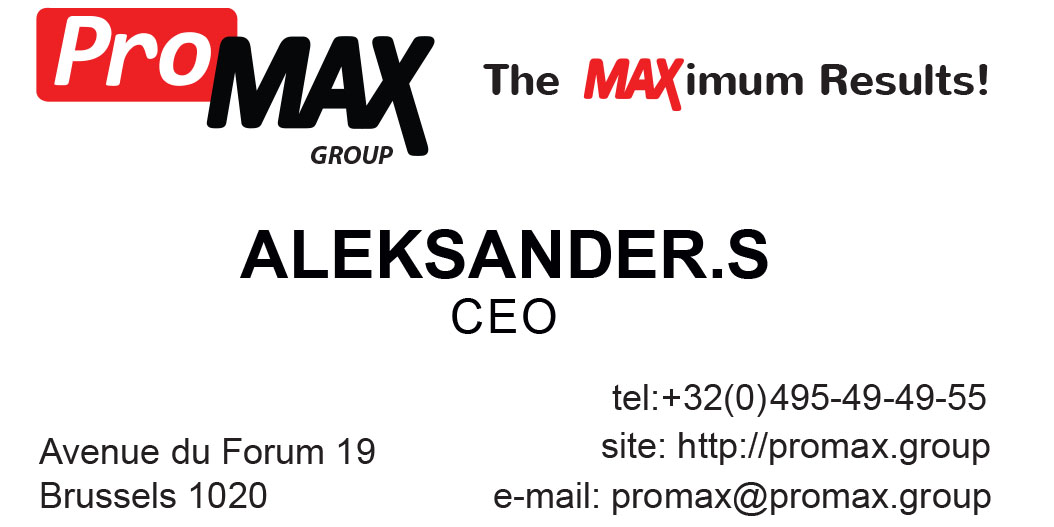 ProMAX
GROUP
The MAXimum Results!
ALEKSANDER.S
CEO
tel:+32(0)495-49-49-55
site: http://promax.group
e-mail: promax@promax.group
Avenue du Forum 19
Brussels 1020